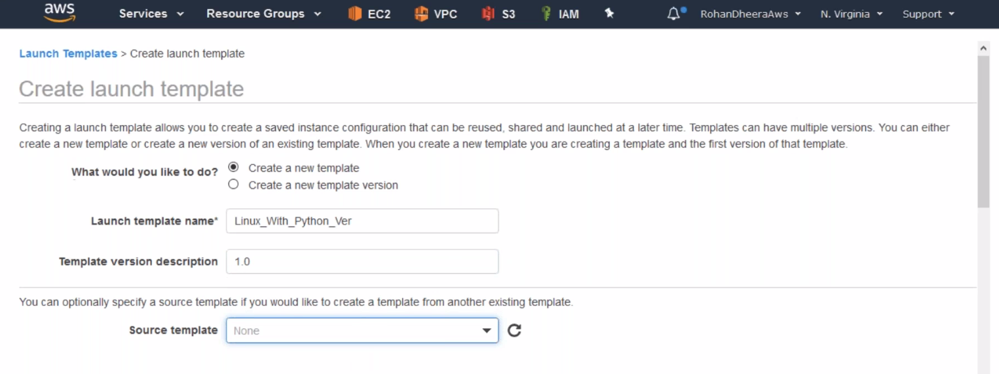 aws Services Resource Groups EC2 VPC S3 IAM RohanDheeraAws N. Virginia Support
Launch Templates > Create launch template
Create launch template
Creating a launch template allows you to create a saved instance configuration that can be reused, shared and launched at a later time. Templates can have multiple versions. You can either
create a new template or create a new version of an existing template. When you create a new template you are creating a template and the first version of that template.
What would you like to do? Create a new template
Create a new template version
Launch template name* Linux_With_Python_Ver
Template version description 1.0
You can optionally specify a source template if you would like to create a template from another existing template.
Source template None